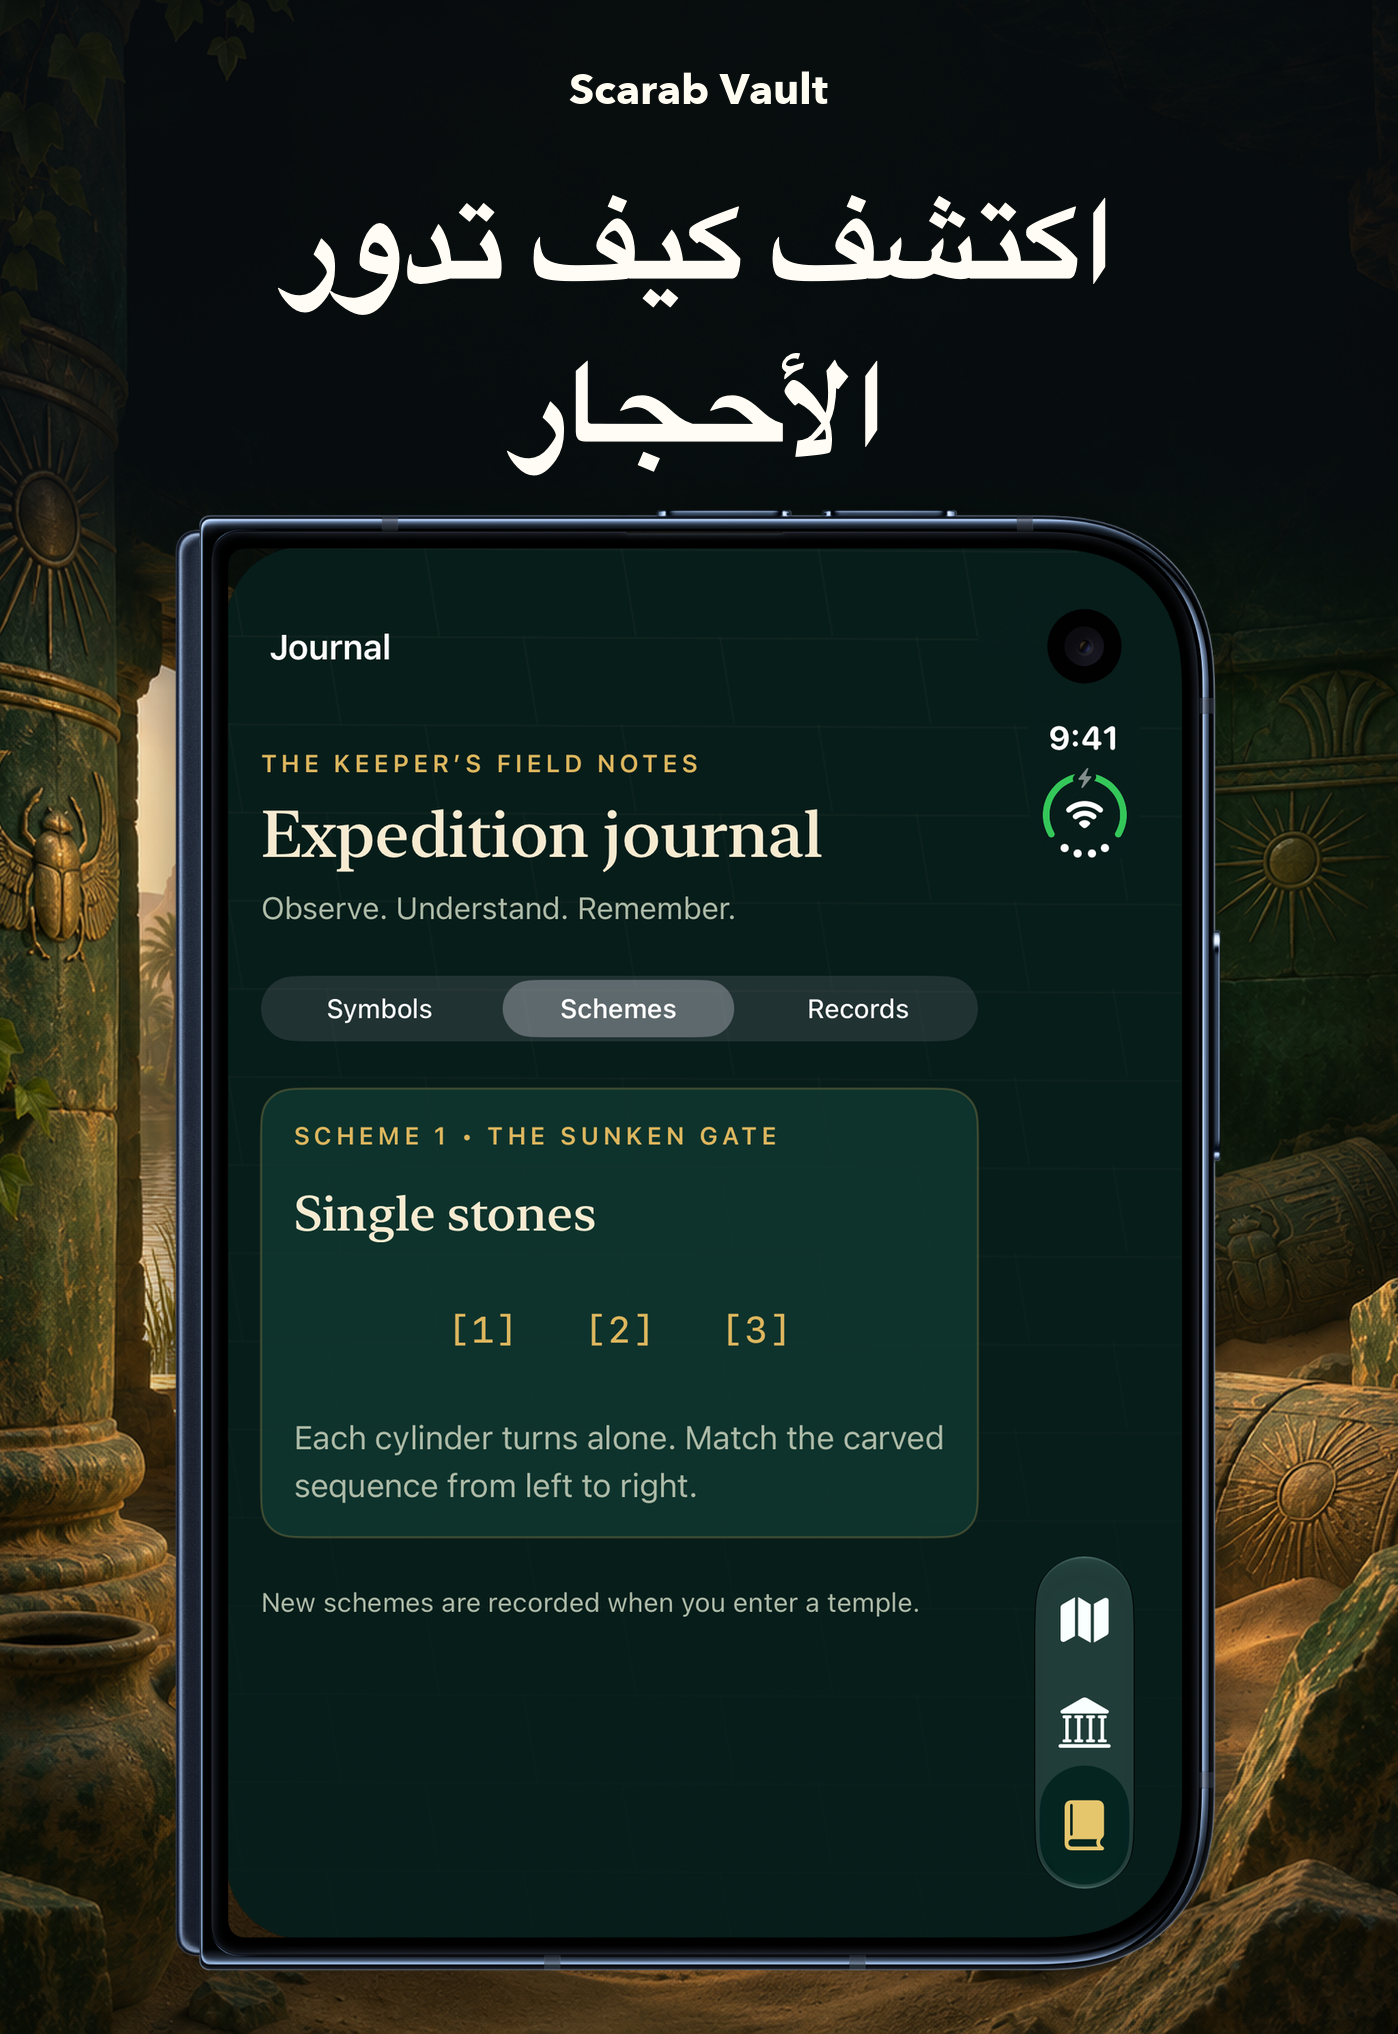 Scarab Vault
اكتشف كيف تدور
الأحجار
Journal
9:41
THE KEEPER’S FIELD NOTES
Expedition journal
Observe. Understand. Remember.
Symbols Schemes Records
SCHEME 1 • THE SUNKEN GATE
Single stones
[1] [2] [3]
Each cylinder turns alone. Match the carved
sequence from left to right.
New schemes are recorded when you enter a temple.